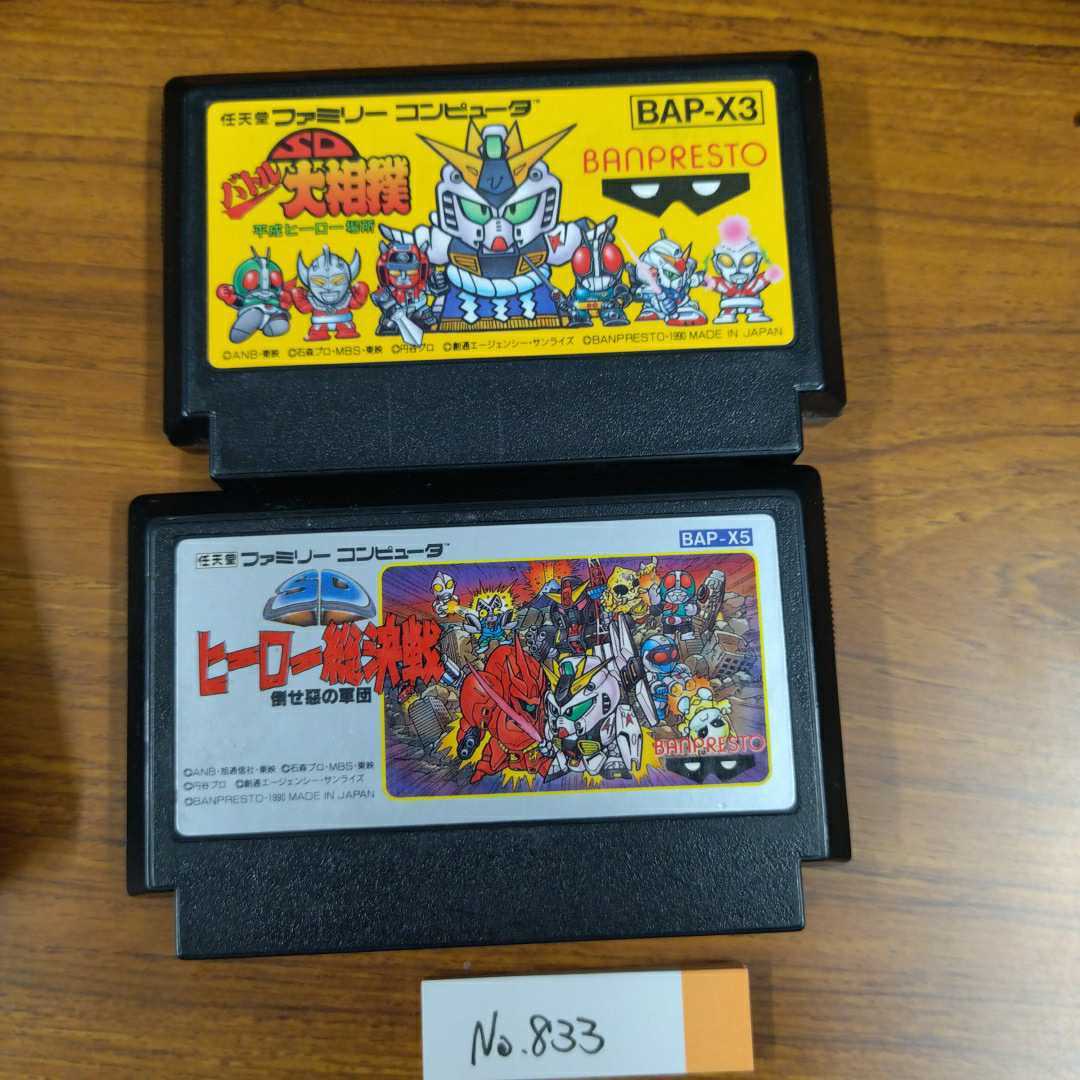 任天堂 ファミリー コンピュータ™
BAP-X3
SD
バトル大相撲
平成ヒーロー場所
BANPRESTO
©ANB・東映 ©石森プロ・MBS・東映 ©円谷プロ ©創通エージェンシー・サンライズ ©BANPRESTO・1990 MADE IN JAPAN
任天堂 ファミリー コンピュータ™
BAP-X5
SD
ヒーロー総決戦
倒せ悪の軍団
BANPRESTO
©ANB・旭通信社・東映 ©石森プロ・MBS・東映
©円谷プロ ©創通エージェンシー・サンライズ
©BANPRESTO・1990 MADE IN JAPAN
No.833